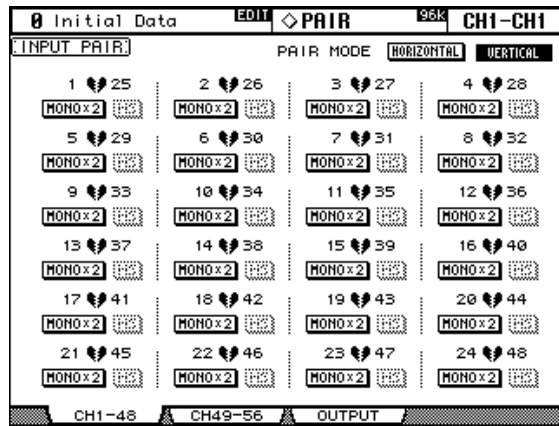 0 Initial Data EDIT ◇PAIR 96k CH1-CH1
INPUT PAIR PAIR MODE HORIZONTAL VERTICAL
1 25 2 26 3 27 4 28
MONO×2 MONO×2 MONO×2 MONO×2
5 29 6 30 7 31 8 32
MONO×2 MONO×2 MONO×2 MONO×2
9 33 10 34 11 35 12 36
MONO×2 MONO×2 MONO×2 MONO×2
13 37 14 38 15 39 16 40
MONO×2 MONO×2 MONO×2 MONO×2
17 41 18 42 19 43 20 44
MONO×2 MONO×2 MONO×2 MONO×2
21 45 22 46 23 47 24 48
MONO×2 MONO×2 MONO×2 MONO×2
CH1-48 CH49-56 OUTPUT